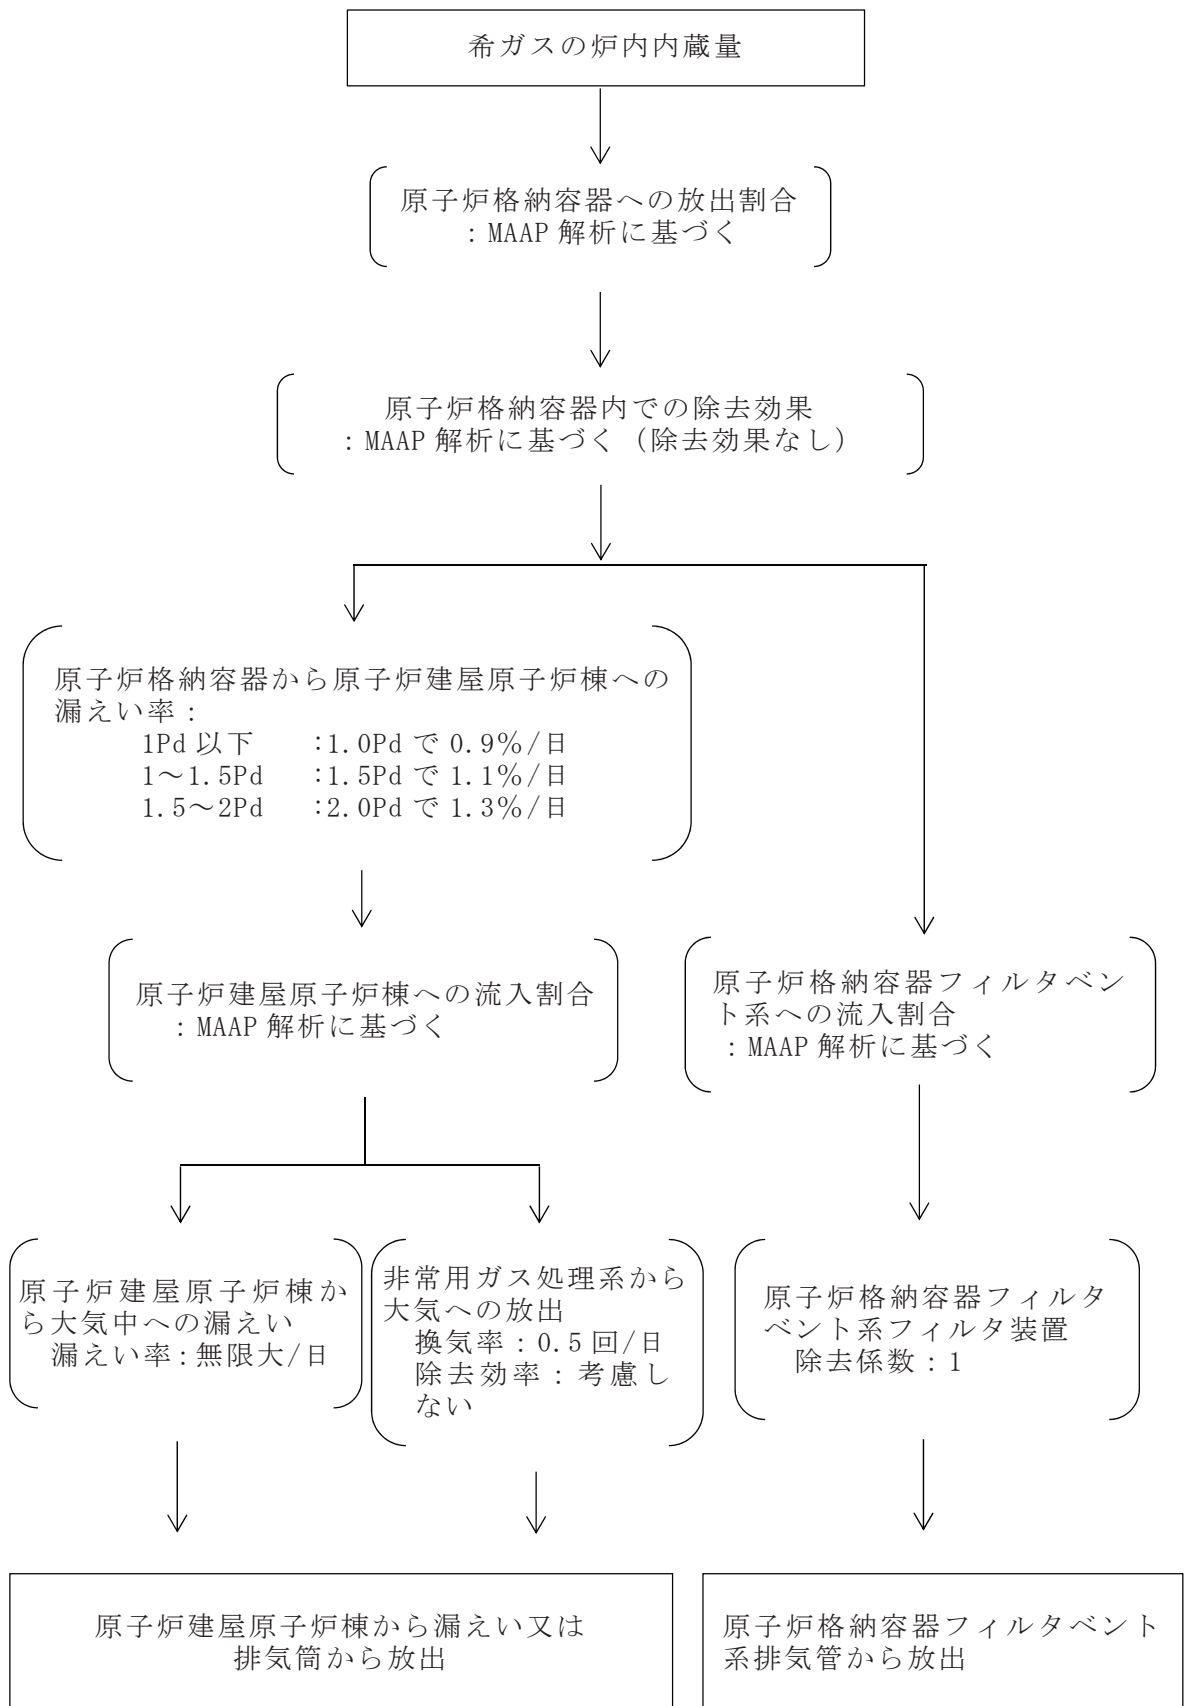 希ガスの炉内内蔵量
原子炉格納容器への放出割合
：MAAP 解析に基づく
原子炉格納容器内での除去効果
：MAAP 解析に基づく（除去効果なし）
原子炉格納容器から原子炉建屋原子炉棟への
漏えい率：
1Pd 以下 :1.0Pd で 0.9％/日
1～1.5Pd :1.5Pd で 1.1％/日
1.5～2Pd :2.0Pd で 1.3％/日
原子炉建屋原子炉棟への流入割合
：MAAP 解析に基づく
原子炉格納容器フィルタベン
ト系への流入割合
：MAAP 解析に基づく
原子炉建屋原子炉棟か
ら大気中への漏えい
漏えい率：無限大/日
非常用ガス処理系から
大気への放出
換気率：0.5 回/日
除去効率：考慮し
ない
原子炉格納容器フィルタ
ベント系フィルタ装置
除去係数：1
原子炉建屋原子炉棟から漏えい又は
排気筒から放出
原子炉格納容器フィルタベント
系排気管から放出